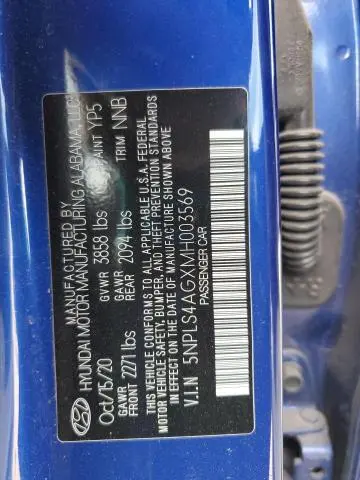 MANUFACTURED BY
HYUNDAI MOTOR MANUFACTURING ALABAMA, LLC
Oct/15/20 GVWR 3858 lbs PAINT YP5
GAWR FRONT 2271 lbs GAWR REAR 2094 lbs TRIM NNB
THIS VEHICLE CONFORMS TO ALL APPLICABLE U.S.A. FEDERAL
MOTOR VEHICLE SAFETY, BUMPER, AND THEFT PREVENTION STANDARDS
IN EFFECT ON THE DATE OF MANUFACTURE SHOWN ABOVE.
V.I.N 5NPLS4AGXMH003569
PASSENGER CAR